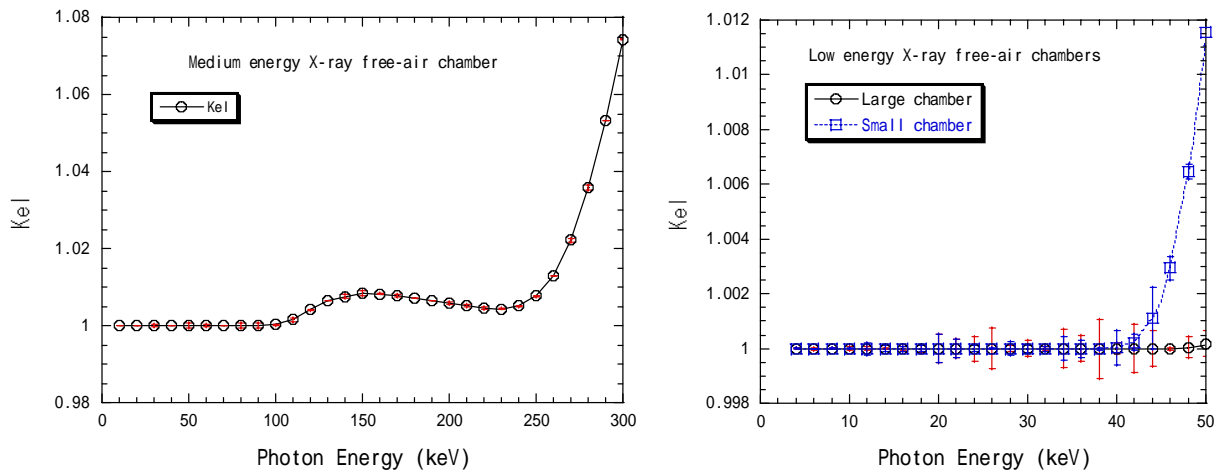 1.08
1.06
1.04
1.02
1
0.98
Kel
Medium energy X-ray free-air chamber
Kel
0 50 100 150 200 250 300
Photon Energy (keV)
1.012
1.01
1.008
1.006
1.004
1.002
1
0.998
Kel
Low energy X-ray free-air chambers
Large chamber
Small chamber
0 10 20 30 40 50
Photon Energy (keV)